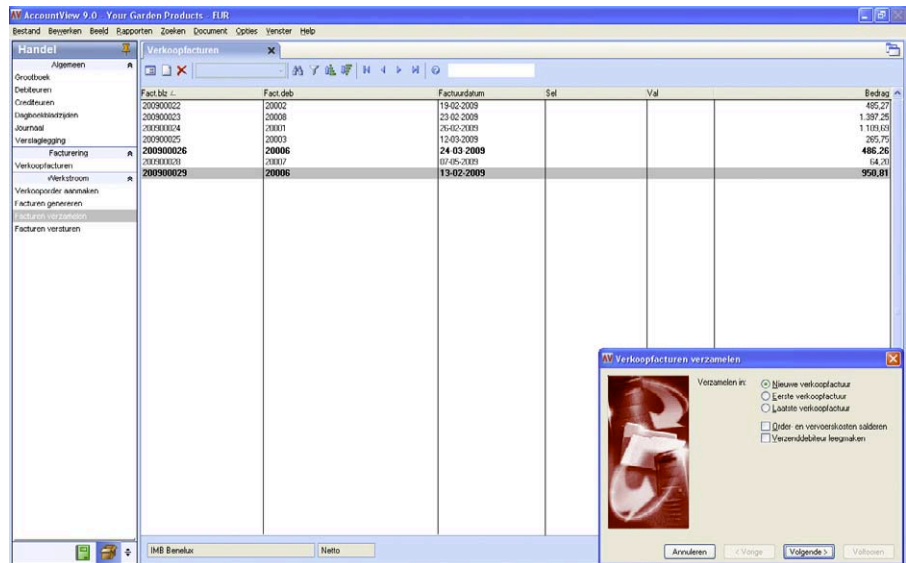 AccountView 9.0 - Your Garden Products - EUR
Bestand Bewerken Beeld Rapporten Zoeken Document Opties Venster Help
Handel
Verkoopfacturen
Algemeen
Grootboek
Debiteuren
Crediteuren
Dagboekbladzijden
Journaal
Verslaglegging
Facturering
Verkoopfacturen
Werkstroom
Verkooporder aanmaken
Facturen genereren
Facturen verzamelen
Facturen versturen
Fact.blz Fact.deb Factuurdatum Sel Val Bedrag
200900022 20002 19-02-2009 485,27
200900023 20008 23-02-2009 1.397,25
200900024 20001 26-02-2009 1.189,69
200900025 20003 12-03-2009 265,75
200900026 20006 24-03-2009 486,26
200900028 20007 07-05-2009 64,20
200900029 20006 13-02-2009 950,81
IMB Benelux Netto
Verkoopfacturen verzamelen
Verzamelen in: Nieuwe verkoopfactuur
Eerste verkoopfactuur
Laatste verkoopfactuur
Order- en vervoerskosten salderen
Verzenddebiteur leegmaken
Annuleren < Vorige Volgende > Voltooien